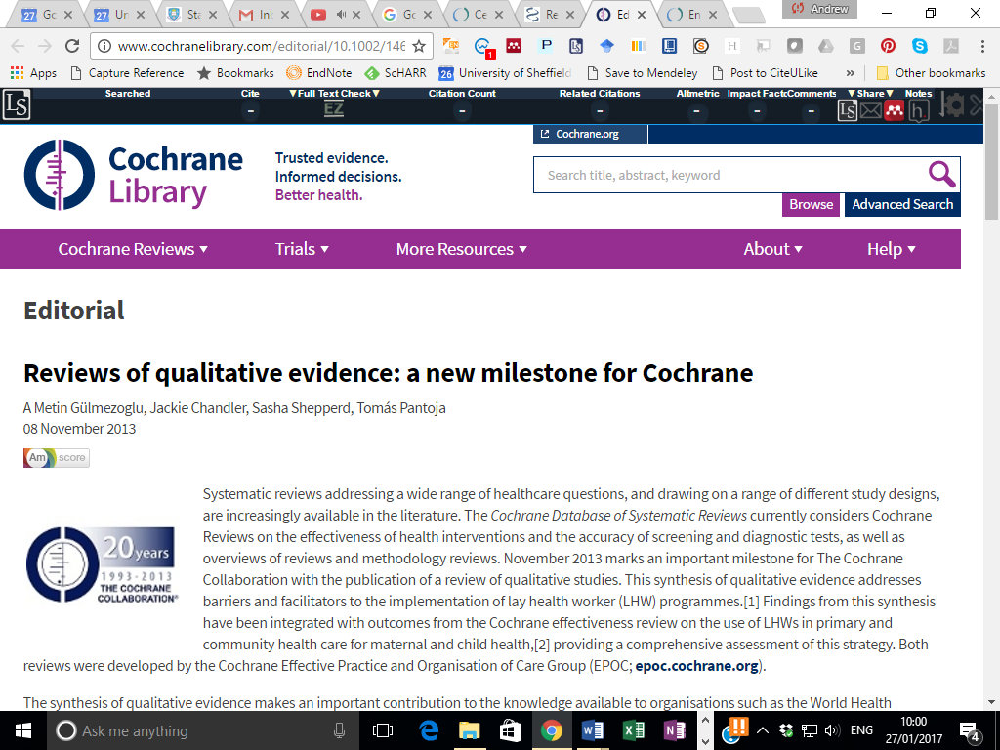 Go
Un
Sta
Inb
Go
Ce
Re
Ed
En
Andrew
www.cochranelibrary.com/editorial/10.1002/146
Apps
Capture Reference
Bookmarks
EndNote
ScHARR
University of Sheffield
Save to Mendeley
Post to CiteULike
»
Other bookmarks
Searched
Cite
▼Full Text Check▼
Citation Count
Related Citations
Altmetric
Impact Factor
Comments
▼Share▼
Notes
Ls
EZ
Ls
h.
Cochrane.org
Cochrane
Library
Trusted evidence.
Informed decisions.
Better health.
Search title, abstract, keyword
Browse
Advanced Search
Cochrane Reviews ▼
Trials ▼
More Resources ▼
About ▼
Help ▼
Editorial
Reviews of qualitative evidence: a new milestone for Cochrane
A Metin Gülmezoglu, Jackie Chandler, Sasha Shepperd, Tomás Pantoja
08 November 2013
Am score
20 years
1993-2013
THE COCHRANE
COLLABORATION®
Systematic reviews addressing a wide range of healthcare questions, and drawing on a range of different study designs,
are increasingly available in the literature. The Cochrane Database of Systematic Reviews currently considers Cochrane
Reviews on the effectiveness of health interventions and the accuracy of screening and diagnostic tests, as well as
overviews of reviews and methodology reviews. November 2013 marks an important milestone for The Cochrane
Collaboration with the publication of a review of qualitative studies. This synthesis of qualitative evidence addresses
barriers and facilitators to the implementation of lay health worker (LHW) programmes.[1] Findings from this synthesis
have been integrated with outcomes from the Cochrane effectiveness review on the use of LHWs in primary and
community health care for maternal and child health,[2] providing a comprehensive assessment of this strategy. Both
reviews were developed by the Cochrane Effective Practice and Organisation of Care Group (EPOC; epoc.cochrane.org).
The synthesis of qualitative evidence makes an important contribution to the knowledge available to organisations such as the World Health
Ask me anything
ENG
10:00
27/01/2017
4